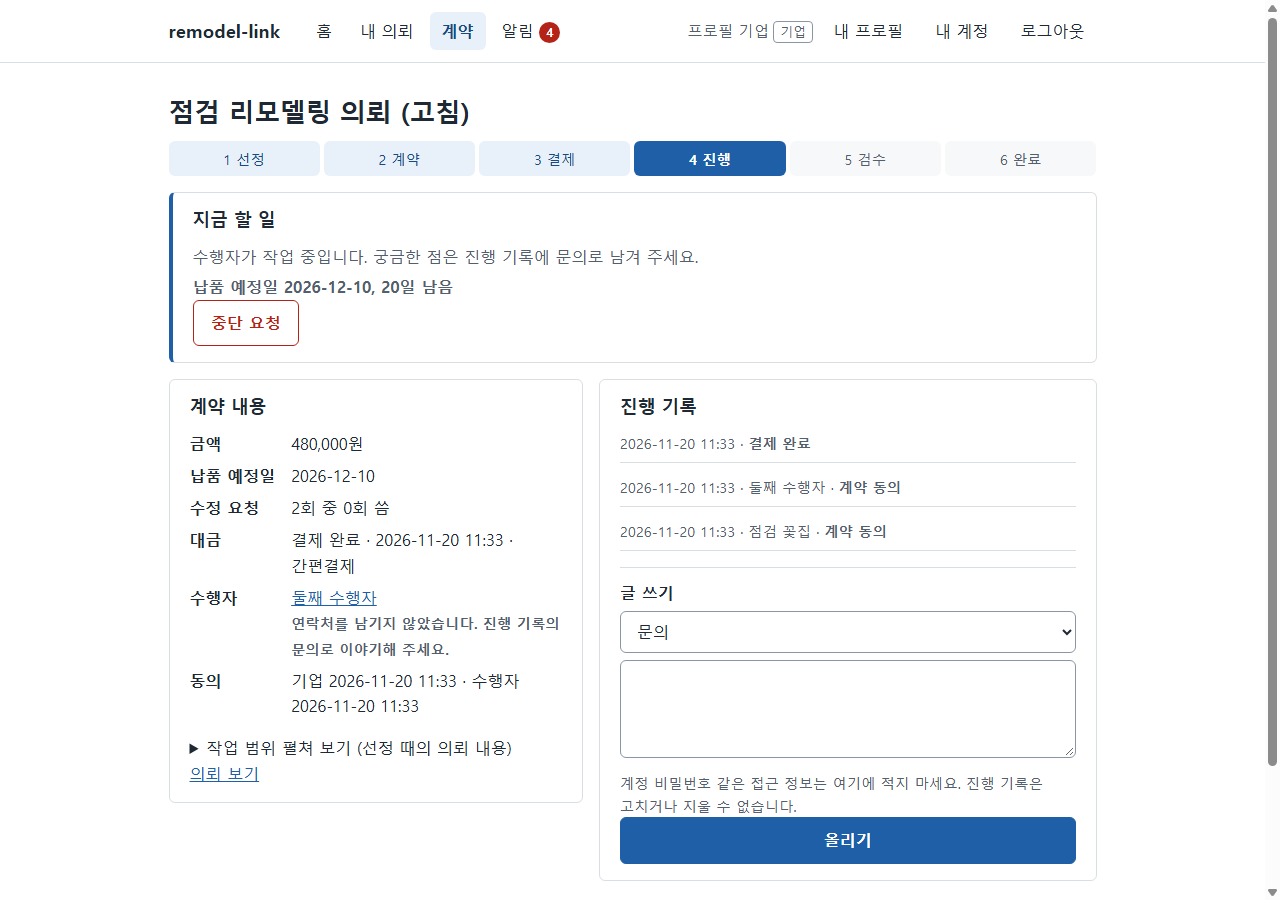 remodel-link 홈 내 의뢰 계약 알림 4 프로필 기업 기업 내 프로필 내 계정 로그아웃
점검 리모델링 의뢰 (고침)
1 선정 2 계약 3 결제 4 진행 5 검수 6 완료
지금 할 일
수행자가 작업 중입니다. 궁금한 점은 진행 기록에 문의로 남겨 주세요.
납품 예정일 2026-12-10, 20일 남음
중단 요청
계약 내용
금액 480,000원
납품 예정일 2026-12-10
수정 요청 2회 중 0회 씀
대금 결제 완료 · 2026-11-20 11:33 ·
간편결제
수행자 둘째 수행자
연락처를 남기지 않았습니다. 진행 기록의
문의로 이야기해 주세요.
동의 기업 2026-11-20 11:33 · 수행자
2026-11-20 11:33
▶ 작업 범위 펼쳐 보기 (선정 때의 의뢰 내용)
의뢰 보기
진행 기록
2026-11-20 11:33 · 결제 완료
2026-11-20 11:33 · 둘째 수행자 · 계약 동의
2026-11-20 11:33 · 점검 꽃집 · 계약 동의
글 쓰기
문의
계정 비밀번호 같은 접근 정보는 여기에 적지 마세요. 진행 기록은
고치거나 지울 수 없습니다.
올리기